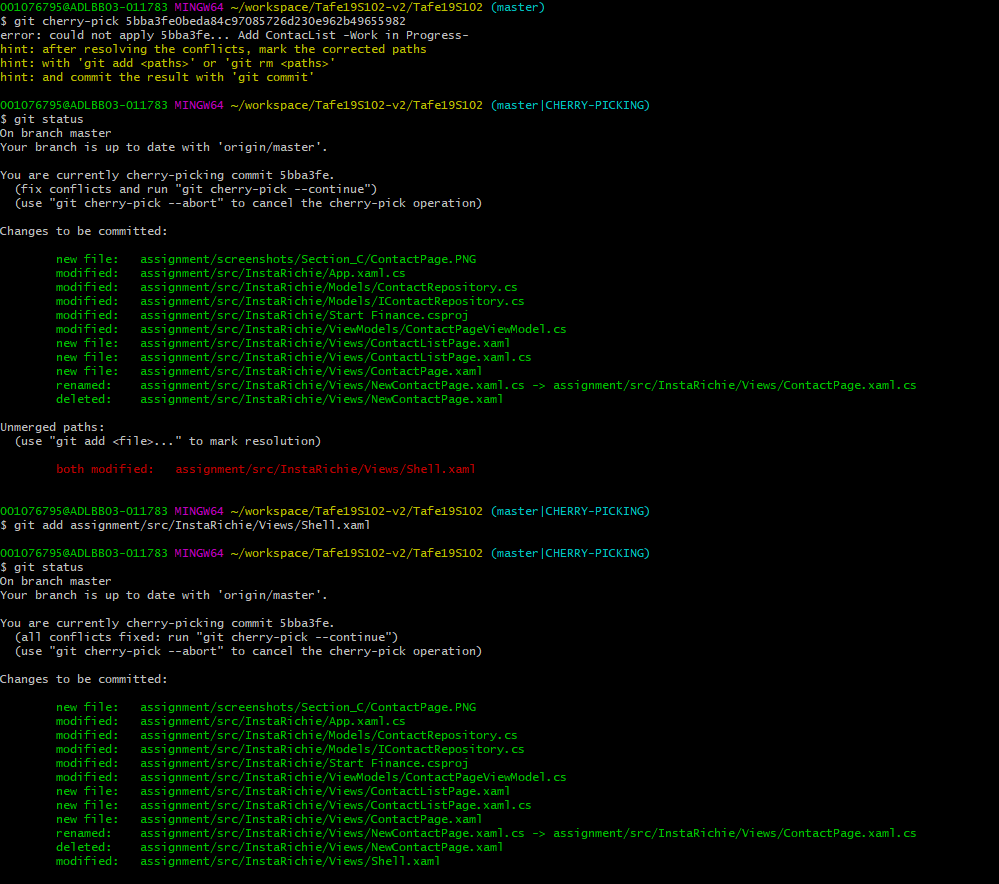 001076795@ADLBB03-011783 MINGW64 ~/workspace/Tafe19S102-v2/Tafe19S102 (master)
$ git cherry-pick 5bba3fe0beda84c97085726d230e962b49655982
error: could not apply 5bba3fe... Add ContacList -Work in Progress-
hint: after resolving the conflicts, mark the corrected paths
hint: with 'git add <paths>' or 'git rm <paths>'
hint: and commit the result with 'git commit'
001076795@ADLBB03-011783 MINGW64 ~/workspace/Tafe19S102-v2/Tafe19S102 (master|CHERRY-PICKING)
$ git status
On branch master
Your branch is up to date with 'origin/master'.
You are currently cherry-picking commit 5bba3fe.
(fix conflicts and run "git cherry-pick --continue")
(use "git cherry-pick --abort" to cancel the cherry-pick operation)
Changes to be committed:
new file: assignment/screenshots/Section_C/ContactPage.PNG
modified: assignment/src/InstaRichie/App.xaml.cs
modified: assignment/src/InstaRichie/Models/ContactRepository.cs
modified: assignment/src/InstaRichie/Models/IContactRepository.cs
modified: assignment/src/InstaRichie/Start Finance.csproj
modified: assignment/src/InstaRichie/ViewModels/ContactPageViewModel.cs
new file: assignment/src/InstaRichie/Views/ContactListPage.xaml
new file: assignment/src/InstaRichie/Views/ContactListPage.xaml.cs
new file: assignment/src/InstaRichie/Views/ContactPage.xaml
renamed: assignment/src/InstaRichie/Views/NewContactPage.xaml.cs -> assignment/src/InstaRichie/Views/ContactPage.xaml.cs
deleted: assignment/src/InstaRichie/Views/NewContactPage.xaml
Unmerged paths:
(use "git add <file>..." to mark resolution)
both modified: assignment/src/InstaRichie/Views/Shell.xaml
001076795@ADLBB03-011783 MINGW64 ~/workspace/Tafe19S102-v2/Tafe19S102 (master|CHERRY-PICKING)
$ git add assignment/src/InstaRichie/Views/Shell.xaml
001076795@ADLBB03-011783 MINGW64 ~/workspace/Tafe19S102-v2/Tafe19S102 (master|CHERRY-PICKING)
$ git status
On branch master
Your branch is up to date with 'origin/master'.
You are currently cherry-picking commit 5bba3fe.
(all conflicts fixed: run "git cherry-pick --continue")
(use "git cherry-pick --abort" to cancel the cherry-pick operation)
Changes to be committed:
new file: assignment/screenshots/Section_C/ContactPage.PNG
modified: assignment/src/InstaRichie/App.xaml.cs
modified: assignment/src/InstaRichie/Models/ContactRepository.cs
modified: assignment/src/InstaRichie/Models/IContactRepository.cs
modified: assignment/src/InstaRichie/Start Finance.csproj
modified: assignment/src/InstaRichie/ViewModels/ContactPageViewModel.cs
new file: assignment/src/InstaRichie/Views/ContactListPage.xaml
new file: assignment/src/InstaRichie/Views/ContactListPage.xaml.cs
new file: assignment/src/InstaRichie/Views/ContactPage.xaml
renamed: assignment/src/InstaRichie/Views/NewContactPage.xaml.cs -> assignment/src/InstaRichie/Views/ContactPage.xaml.cs
deleted: assignment/src/InstaRichie/Views/NewContactPage.xaml
modified: assignment/src/InstaRichie/Views/Shell.xaml